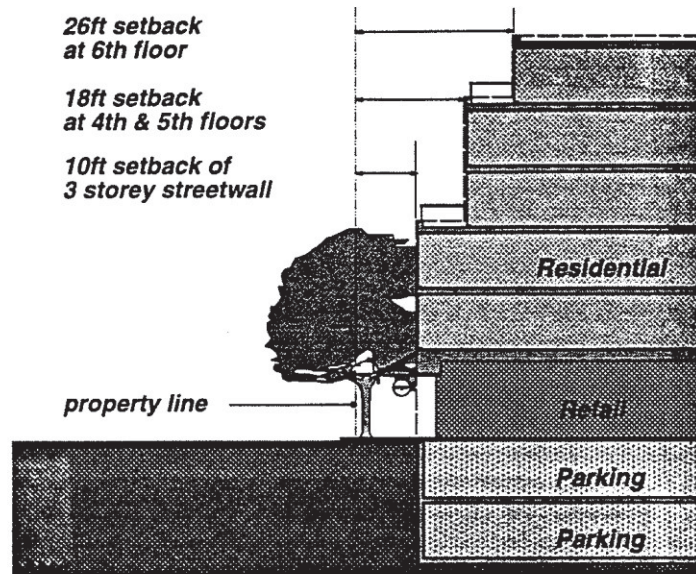 26ft setback
at 6th floor
18ft setback
at 4th & 5th floors
10ft setback of
3 storey streetwall
Residential
property line
Retail
Parking
Parking